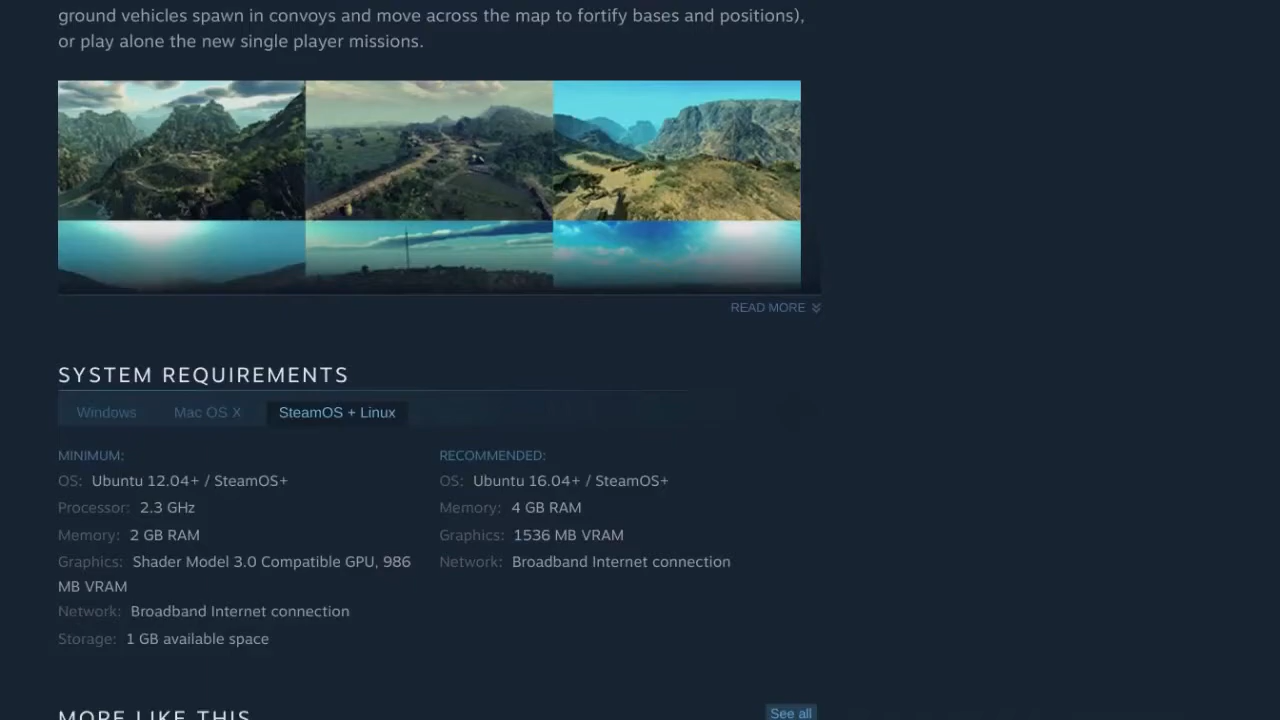 ground vehicles spawn in convoys and move across the map to fortify bases and positions),
or play alone the new single player missions.
READ MORE
SYSTEM REQUIREMENTS
Windows
Mac OS X
SteamOS + Linux
MINIMUM:
OS: Ubuntu 12.04+ / SteamOS+
Processor: 2.3 GHz
Memory: 2 GB RAM
Graphics: Shader Model 3.0 Compatible GPU, 986
MB VRAM
Network: Broadband Internet connection
Storage: 1 GB available space
RECOMMENDED:
OS: Ubuntu 16.04+ / SteamOS+
Memory: 4 GB RAM
Graphics: 1536 MB VRAM
Network: Broadband Internet connection
MORE LIKE THIS
See all